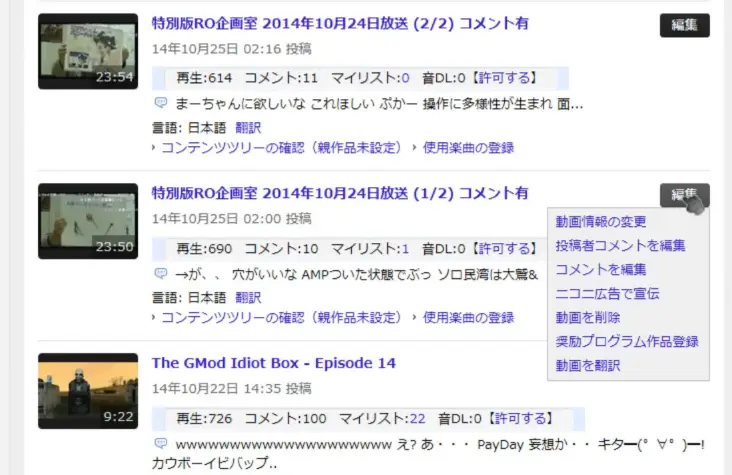 特別版RO企画室 2014年10月24日放送 (2/2) コメント有
編集
14年10月25日 02:16 投稿
23:54
再生:614 コメント:11 マイリスト:0 音DL:0【許可する】
まーちゃんに欲しいな これほしい ぷかー 操作に多様性が生まれ 面...
言語: 日本語 翻訳
コンテンツツリーの確認（親作品未設定） 使用楽曲の登録
特別版RO企画室 2014年10月24日放送 (1/2) コメント有
編集
14年10月25日 02:00 投稿
23:50
再生:690 コメント:10 マイリスト:1 音DL:0【許可する】
→が、、 穴がいいな AMPついた状態でぶっ ソロ民湾は大鷲&
言語: 日本語 翻訳
コンテンツツリーの確認（親作品未設定） 使用楽曲の登録
動画情報の変更
投稿者コメントを編集
コメントを編集
ニコニ広告で宣伝
動画を削除
奨励プログラム作品登録
動画を翻訳
The GMod Idiot Box - Episode 14
14年10月22日 14:35 投稿
9:22
再生:726 コメント:100 マイリスト:22 音DL:0【許可する】
wwwwwwwwwwwwwwwwwwwww え? あ・・・ PayDay 妄想か・・ キター(゜∀゜)ー!
カウボーイビバップ..